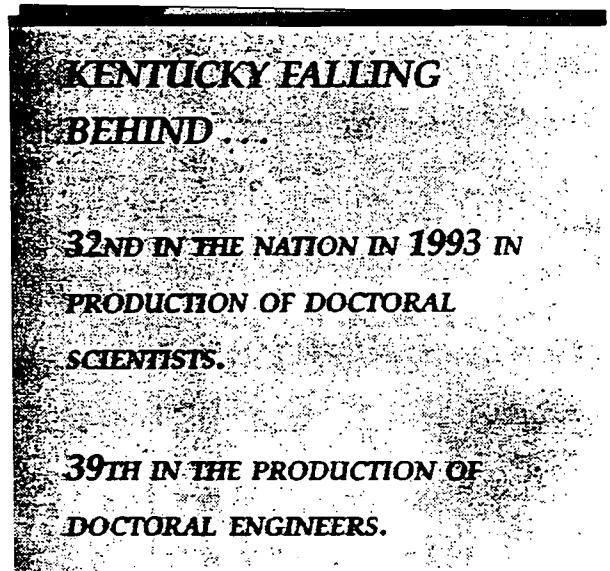 KENTUCKY FALLING
BEHIND . . .
32ND IN THE NATION IN 1993 IN
PRODUCTION OF DOCTORAL
SCIENTISTS.
39TH IN THE PRODUCTION OF
DOCTORAL ENGINEERS.